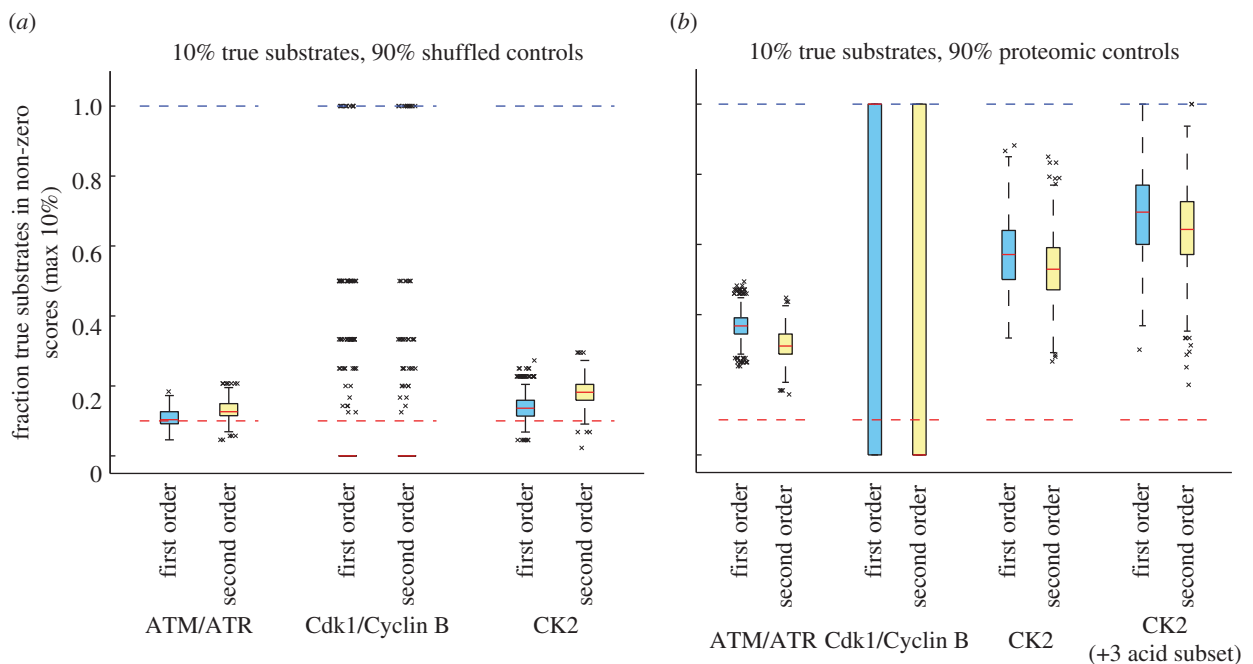 (a)
10% true substrates, 90% shuffled controls
fraction true substrates in non-zero
scores (max 10%)
1.0
0.8
0.6
0.4
0.2
0
first order
second order
first order
second order
first order
second order
ATM/ATR
Cdk1/Cyclin B
CK2
(b)
10% true substrates, 90% proteomic controls
first order
second order
first order
second order
first order
second order
first order
second order
ATM/ATR
Cdk1/Cyclin B
CK2
CK2
(+3 acid subset)